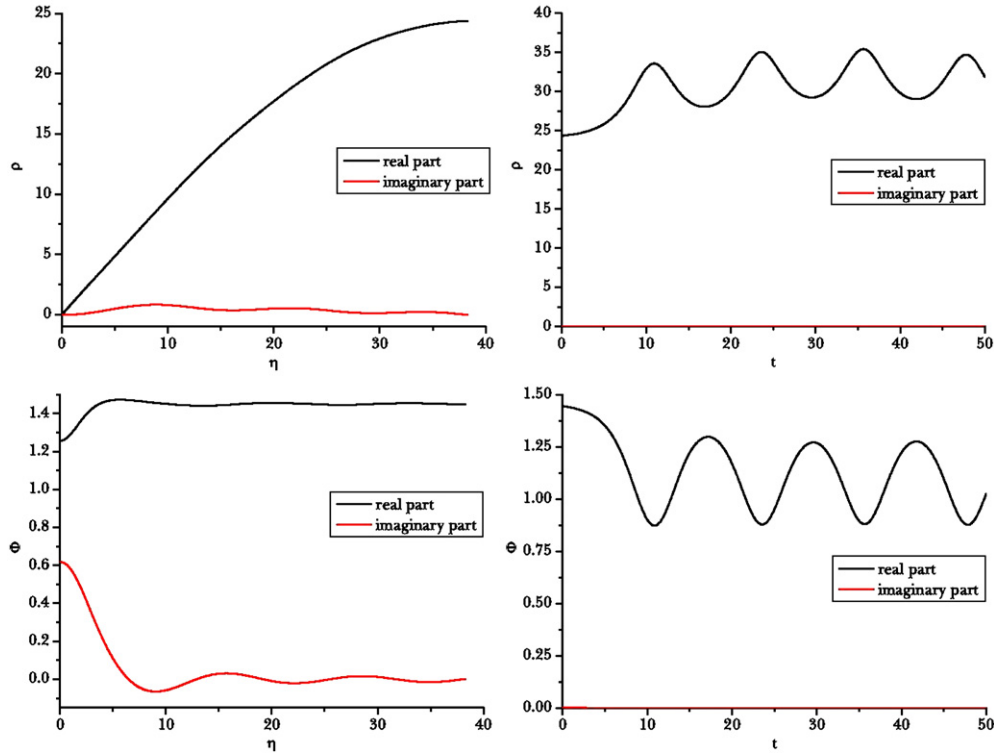 25
20
15
10
5
0
ρ
0 10 20 30 40
η
real part
imaginary part
40
35
30
25
20
15
10
5
0
ρ
0 10 20 30 40 50
t
real part
imaginary part
1.4
1.2
1.0
0.8
0.6
0.4
0.2
0.0
Φ
0 10 20 30 40
η
real part
imaginary part
1.50
1.25
1.00
0.75
0.50
0.25
0.00
Φ
0 10 20 30 40 50
t
real part
imaginary part